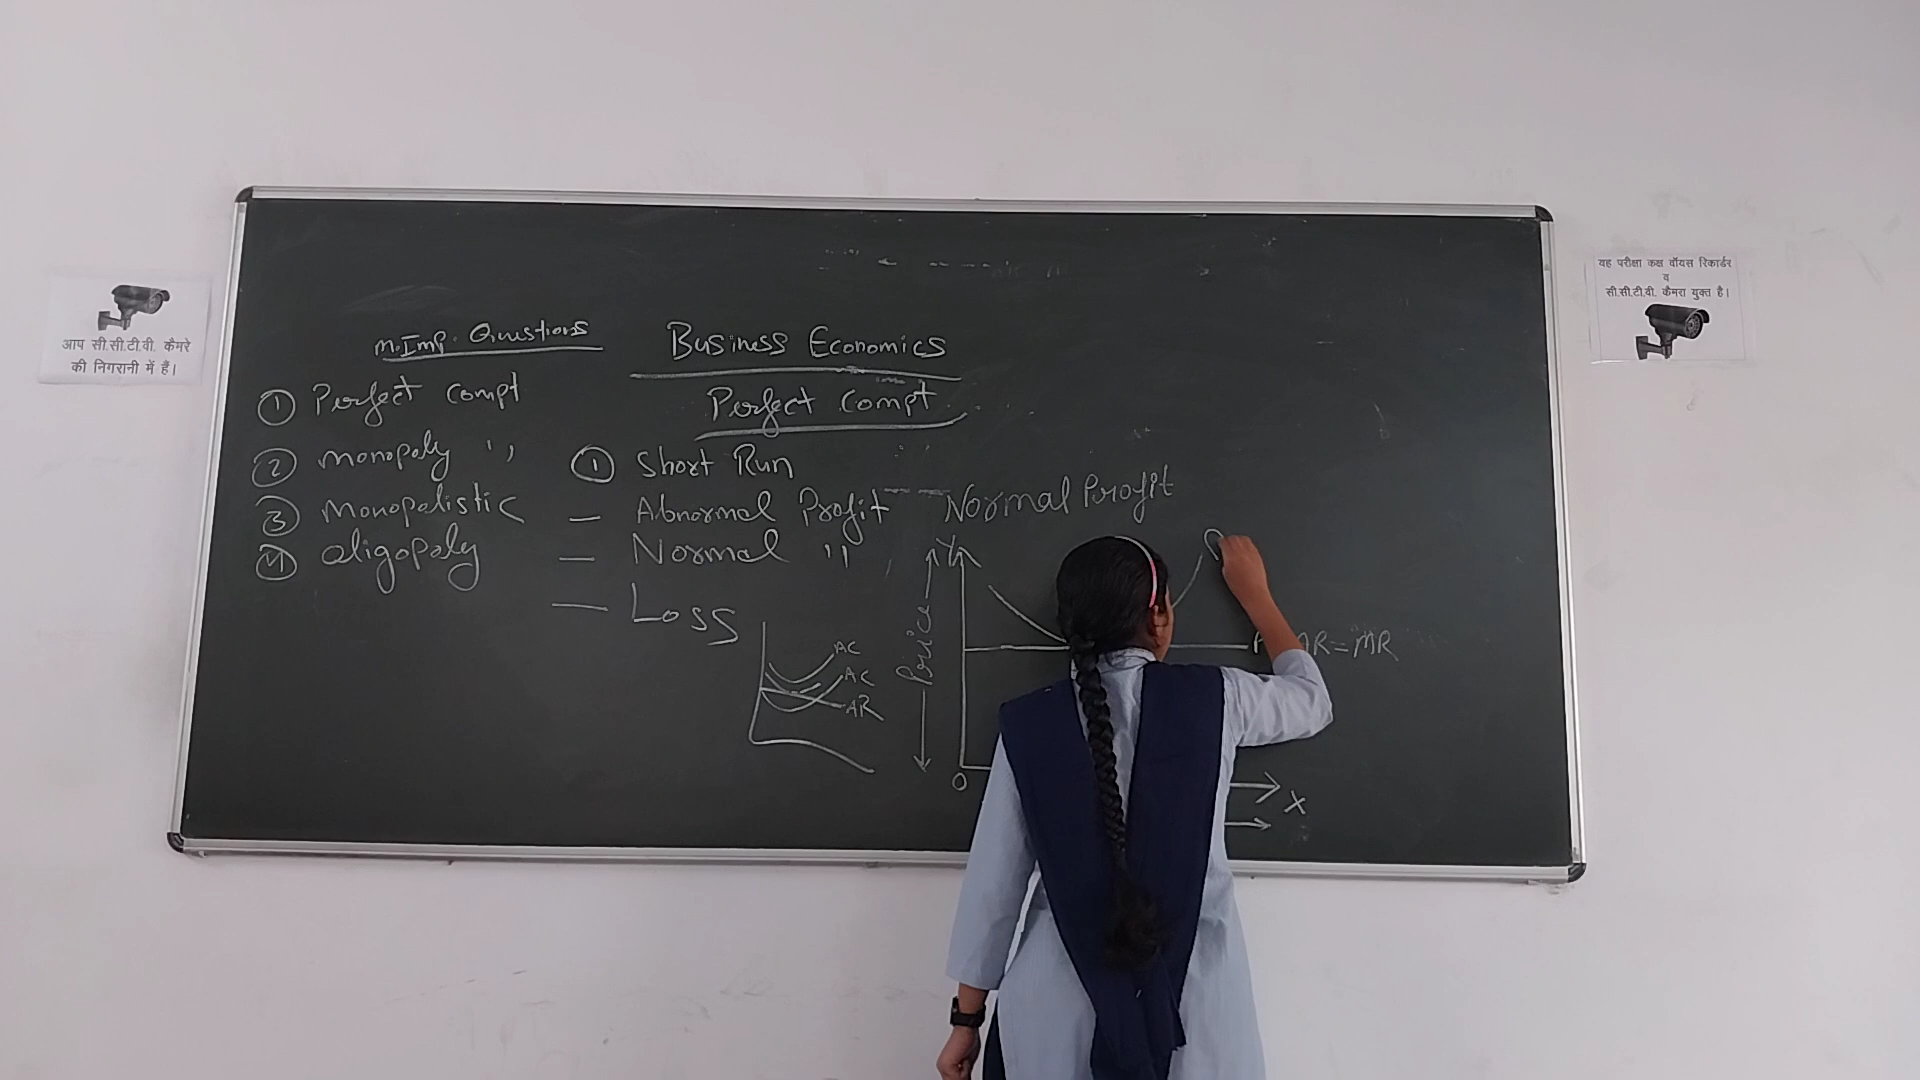 आप सी.सी.टी.वी. कैमरे
की निगरानी में हैं।
यह परीक्षा कक्ष वॉयस रिकार्डर
व
सी.सी.टी.वी. कैमरा युक्त है।
M.Imp. Questions
① Perfect Compt
② Monopoly ''
③ Monopolistic
④ Oligopoly
Business Economics
Perfect Compt.
① Short Run
— Abnormal Profit
— Normal ''
— Loss
AC
AC
AR
Normal Profit
Y
Price
AR=MR
O
X